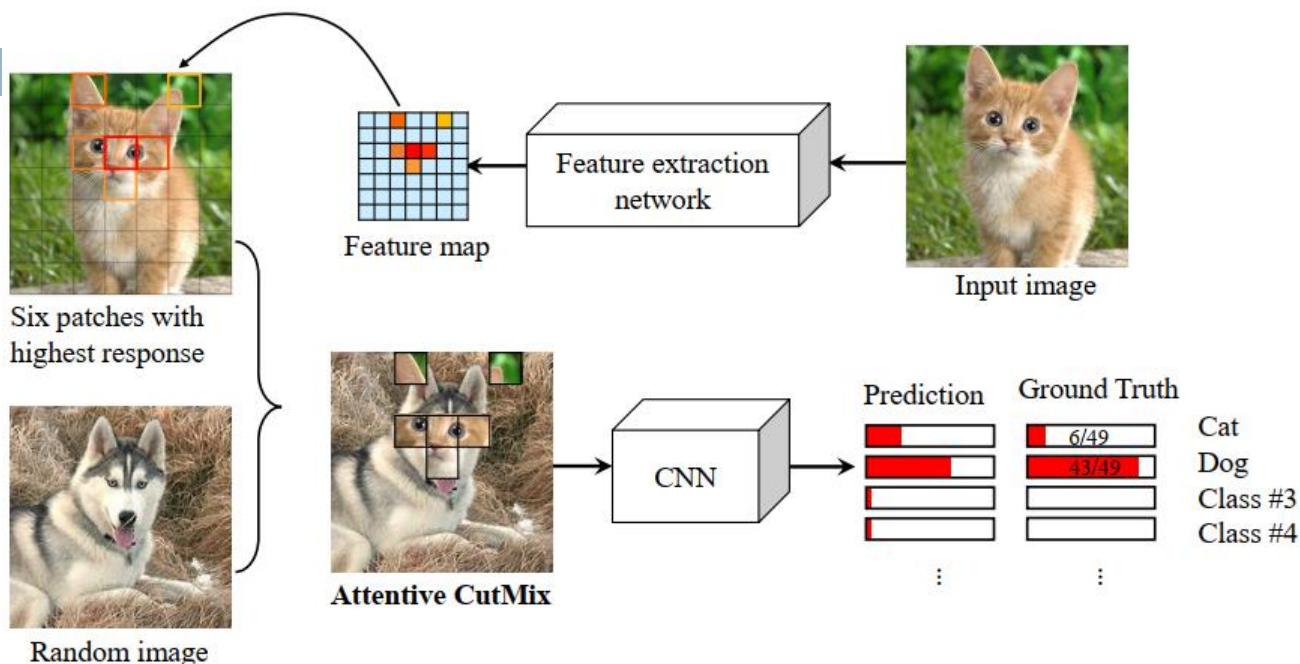 Feature extraction
network
Feature map
Input image
Six patches with
highest response
Prediction
Ground Truth
6/49
Cat
43/49
Dog
Class #3
Class #4
CNN
Attentive CutMix
Random image